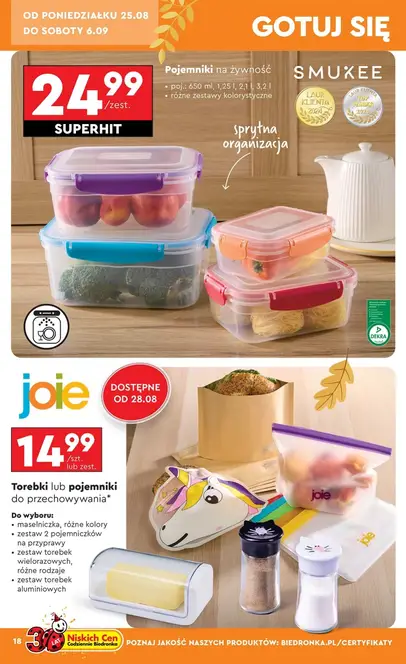 OD PONIEDZIAŁKU 25.08
DO SOBOTY 6.09
GOTUJ SIĘ
24.99
/zest.
SUPERHIT
Pojemniki na żywność
• poj.: 650 ml, 1,25 l, 2,1 l, 3,2 l
• różne zestawy kolorystyczne
SMUKEE
LAUR
KLIENTA
2024
sprytna
organizacja
DEKRA
joie
DOSTĘPNE
OD 28.08
14.99
/szt.
lub zest.
Torebki lub pojemniki
do przechowywania*
Do wyboru:
• maselniczka, różne kolory
• zestaw 2 pojemniczków
na przyprawy
• zestaw torebek
wielorazowych,
różne rodzaje
• zestaw torebek
aluminiowych
joie
18
30
Niskich Cen
Codziennie Biedronka
POZNAJ JAKOŚĆ NASZYCH PRODUKTÓW: BIEDRONKA.PL/CERTYFIKATY